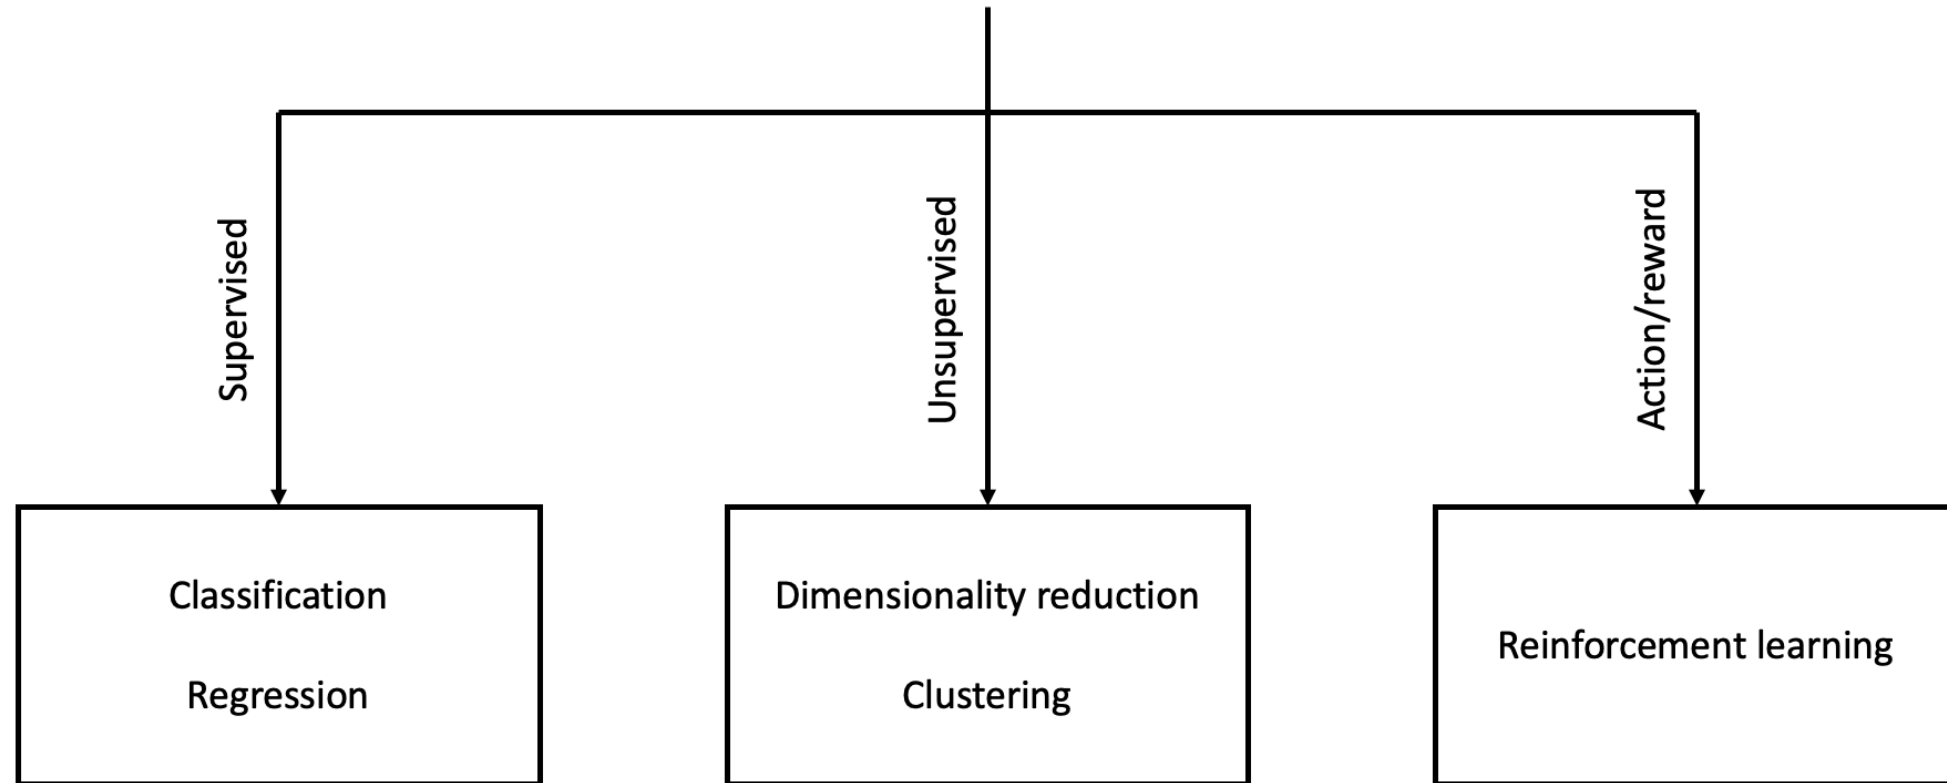 Supervised
Unsupervised
Action/reward
Classification
Regression
Dimensionality reduction
Clustering
Reinforcement learning